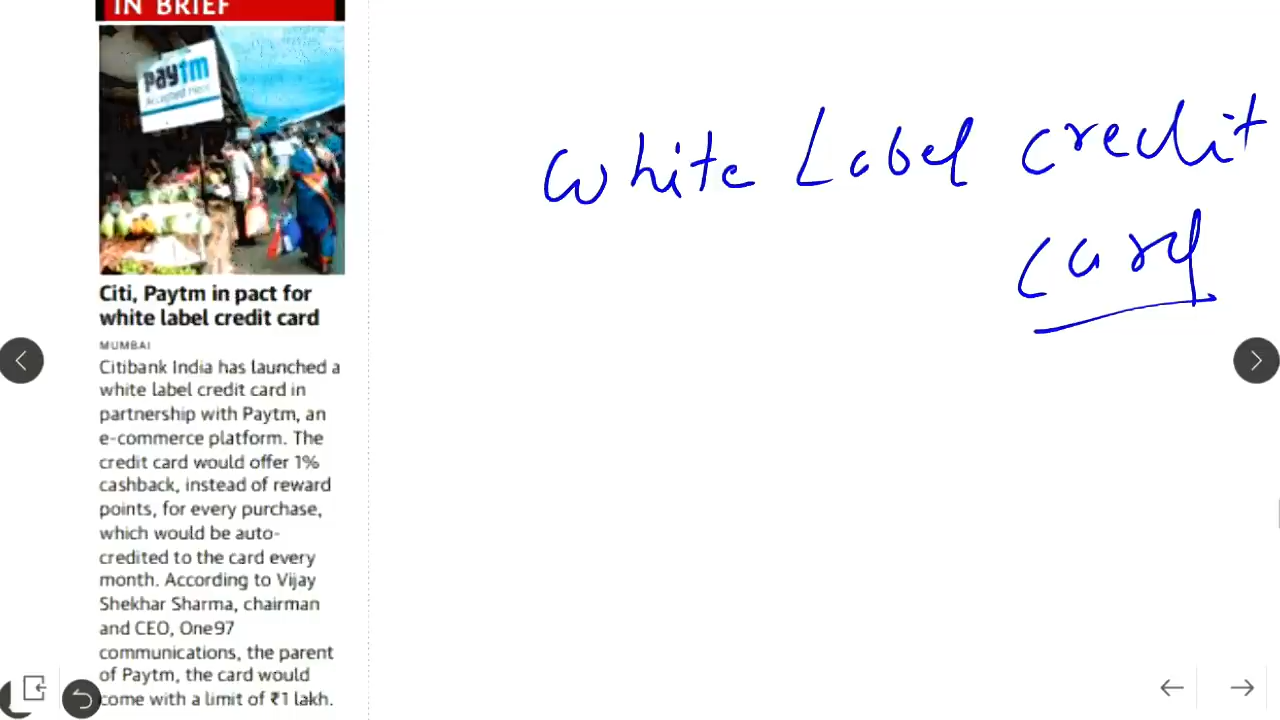 IN BRIEF
paytm
Accepted Here
Citi, Paytm in pact for
white label credit card
MUMBAI
Citibank India has launched a
white label credit card in
partnership with Paytm, an
e-commerce platform. The
credit card would offer 1%
cashback, instead of reward
points, for every purchase,
which would be auto-
credited to the card every
month. According to Vijay
Shekhar Sharma, chairman
and CEO, One97
communications, the parent
of Paytm, the card would
come with a limit of ₹1 lakh.
White Label credit
card